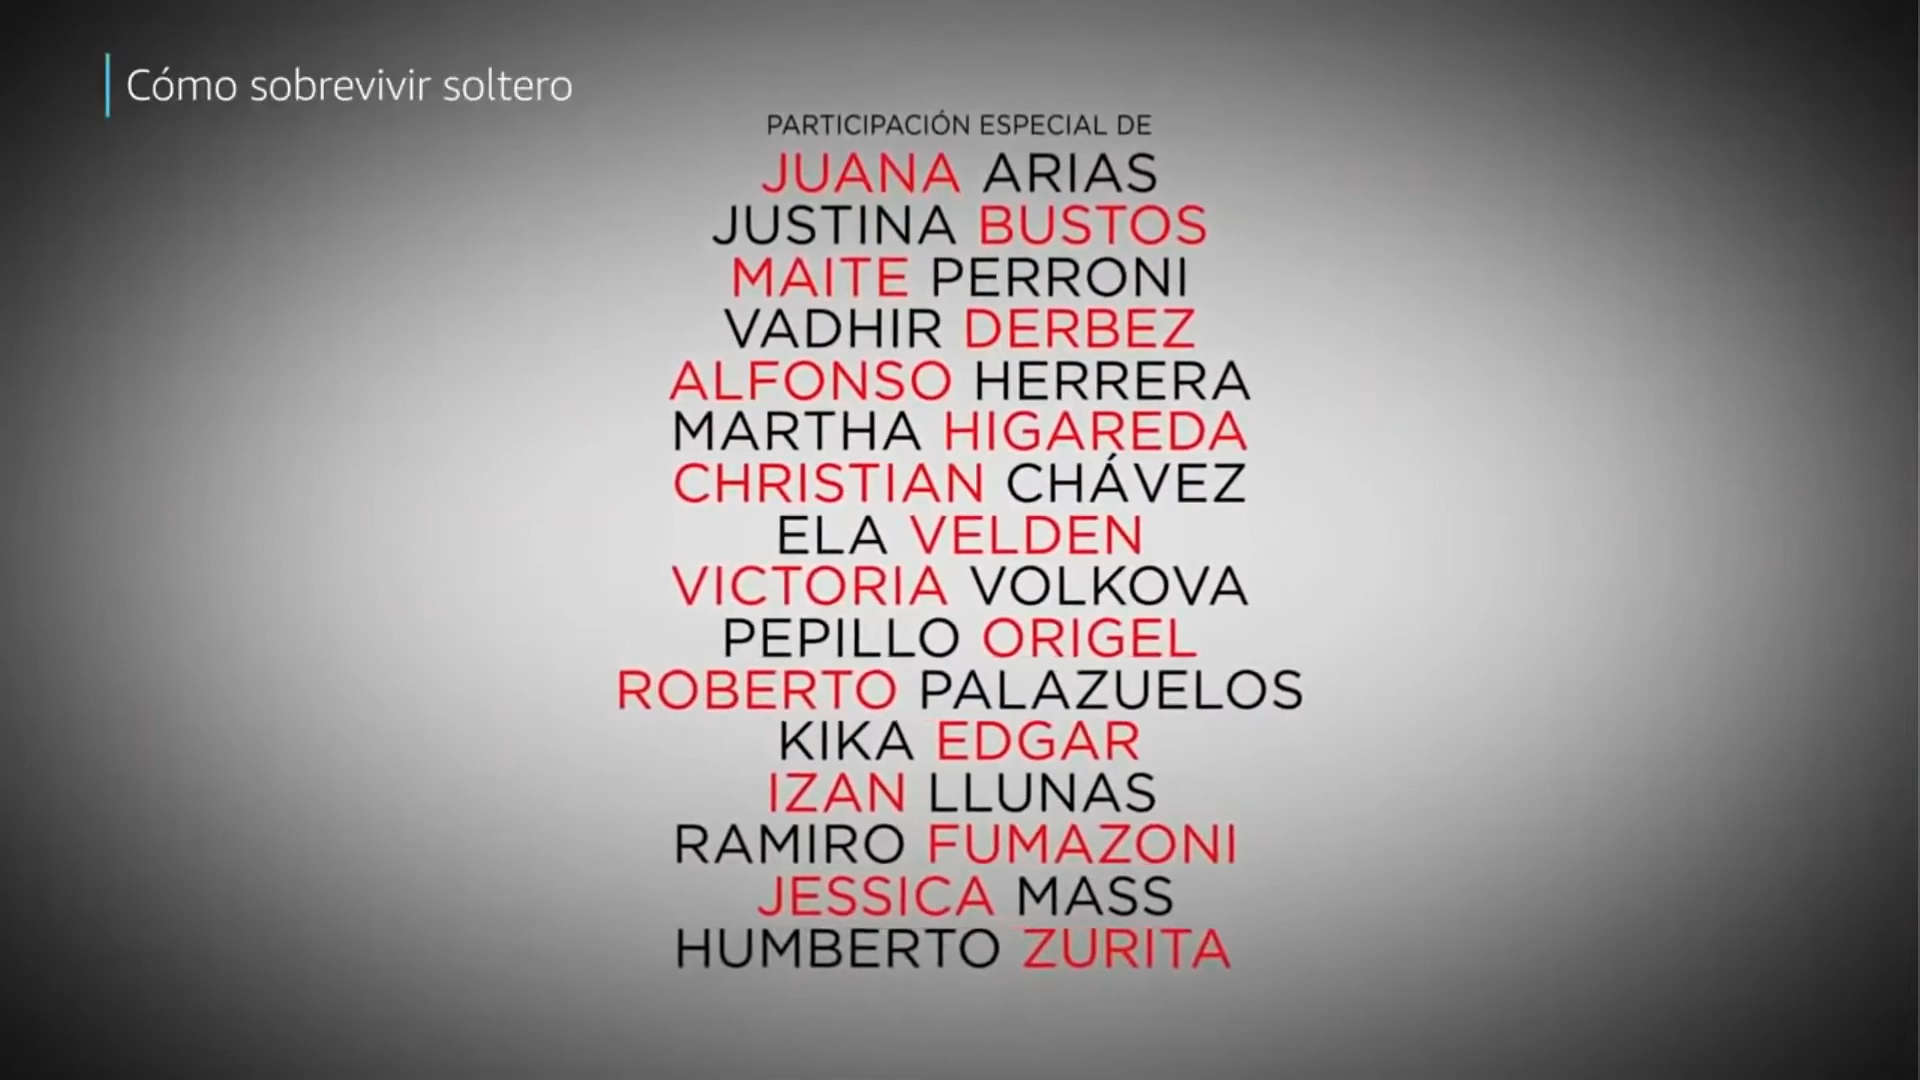 Cómo sobrevivir soltero
PARTICIPACIÓN ESPECIAL DE
JUANA ARIAS
JUSTINA BUSTOS
MAITE PERRONI
VADHIR DERBEZ
ALFONSO HERRERA
MARTHA HIGAREDA
CHRISTIAN CHÁVEZ
ELA VELDEN
VICTORIA VOLKOVA
PEPILLO ORIGEL
ROBERTO PALAZUELOS
KIKA EDGAR
IZAN LLUNAS
RAMIRO FUMAZONI
JESSICA MASS
HUMBERTO ZURITA